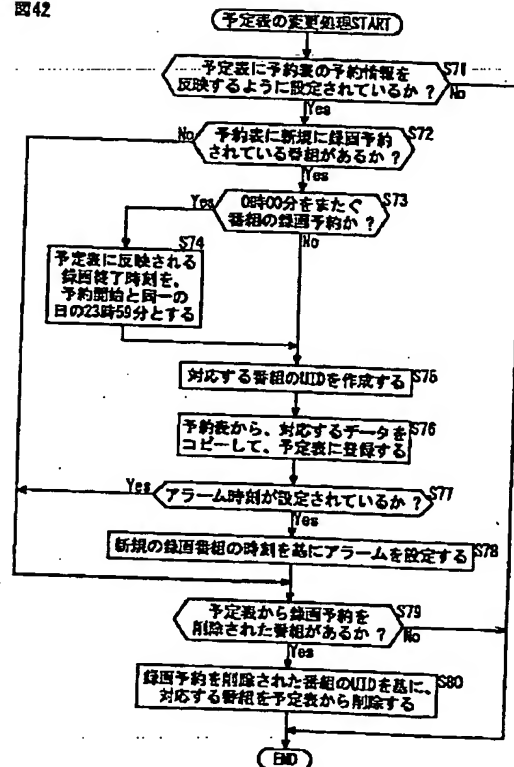 図42
予定表の変更処理START
予定表に予約表の予約情報を
反映するように設定されているか？
S71
No
Yes
予約表に新規に録画予約
されている番組があるか？
S72
No
Yes
0時00分をまたぐ
番組の録画予約か？
S73
Yes
No
S74
予定表に反映される
録画終了時刻を、
予約開始と同一の
日の23時59分とする
対応する番組のUIDを作成する
S75
予約表から、対応するデータを
コピーして、予定表に登録する
S76
アラーム時刻が設定されているか？
S77
Yes
Yes
新規の録画番組の時刻を基にアラームを設定する
S78
予定表から録画予約を
削除された番組があるか？
S79
No
Yes
録画予約を削除された番組のUIDを基に、
対応する番組を予定表から削除する
S80
END